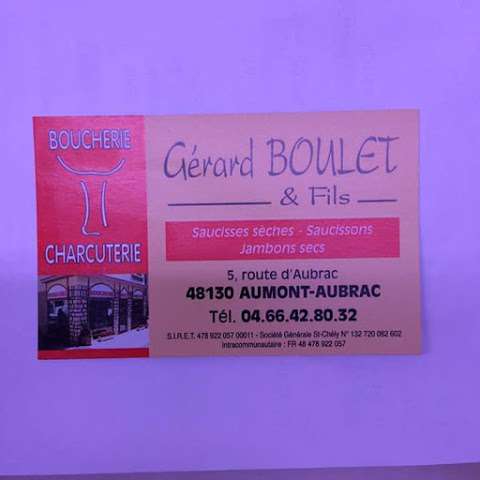 BOUCHERIE
CHARCUTERIE
Gérard BOULET
& Fils
Saucisses sèches - Saucissons
Jambons secs
5, route d'Aubrac
48130 AUMONT-AUBRAC
Tél. 04.66.42.80.32
S.I.R.E.T. 478 922 057 00011 - Société Générale St-Chély N° 132 720 062 602
Intracommunautaire : FR 48 478 922 057